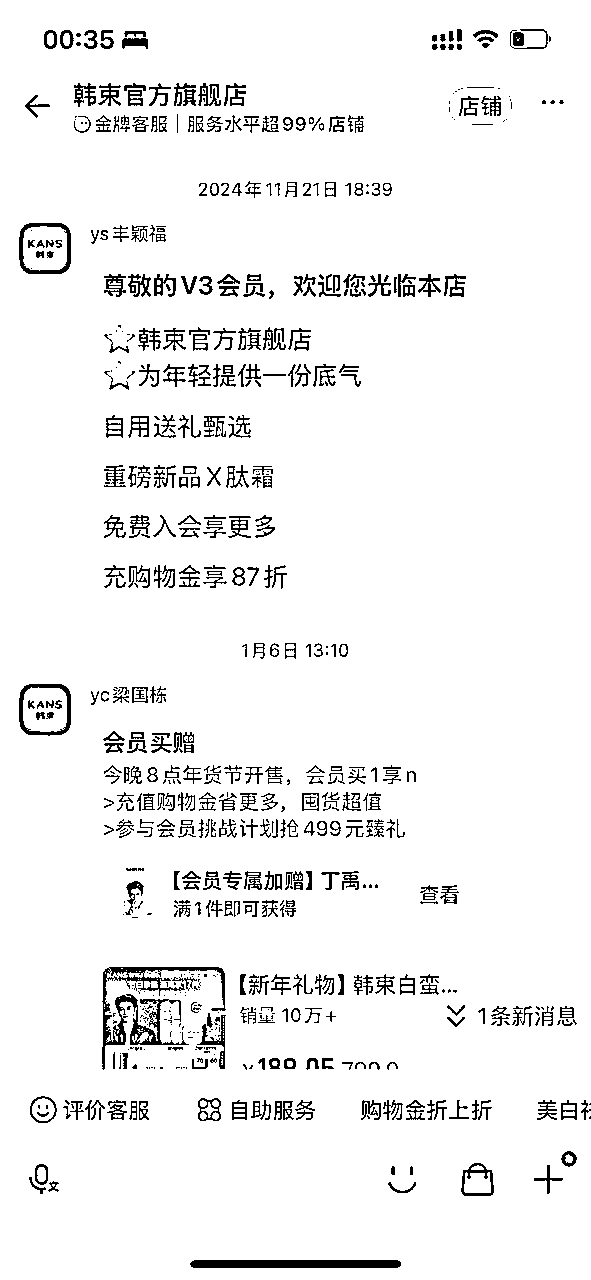 00:35
韩束官方旗舰店
金牌客服｜服务水平超99%店铺
店铺
2024年11月21日 18:39
KANS
韩束
ys丰颖福
尊敬的V3会员，欢迎您光临本店
☆韩束官方旗舰店
☆为年轻提供一份底气
自用送礼甄选
重磅新品X肽霜
免费入会享更多
充购物金享87折
1月6日 13:10
KANS
韩束
yc梁国栋
会员买赠
今晚8点年货节开售，会员买1享n
>充值购物金省更多，囤货超值
>参与会员挑战计划抢499元臻礼
【会员专属加赠】丁禹...
满1件即可获得
查看
【新年礼物】韩束白蛮...
销量 10万+
1条新消息
评价客服
自助服务
购物金折上折
美白